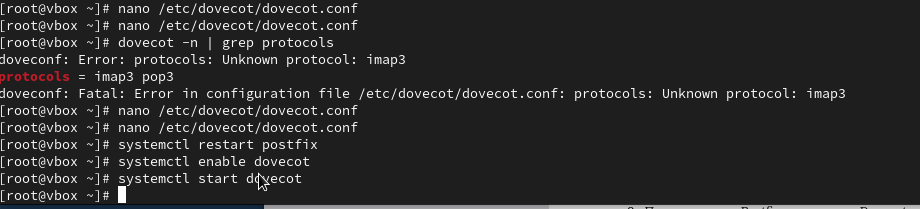 [root@vbox ~]# nano /etc/dovecot/dovecot.conf
[root@vbox ~]# nano /etc/dovecot/dovecot.conf
[root@vbox ~]# dovecot -n | grep protocols
doveconf: Error: protocols: Unknown protocol: imap3
protocols = imap3 pop3
doveconf: Fatal: Error in configuration file /etc/dovecot/dovecot.conf: protocols: Unknown protocol: imap3
[root@vbox ~]# nano /etc/dovecot/dovecot.conf
[root@vbox ~]# nano /etc/dovecot/dovecot.conf
[root@vbox ~]# systemctl restart postfix
[root@vbox ~]# systemctl enable dovecot
[root@vbox ~]# systemctl start dovecot
[root@vbox ~]#